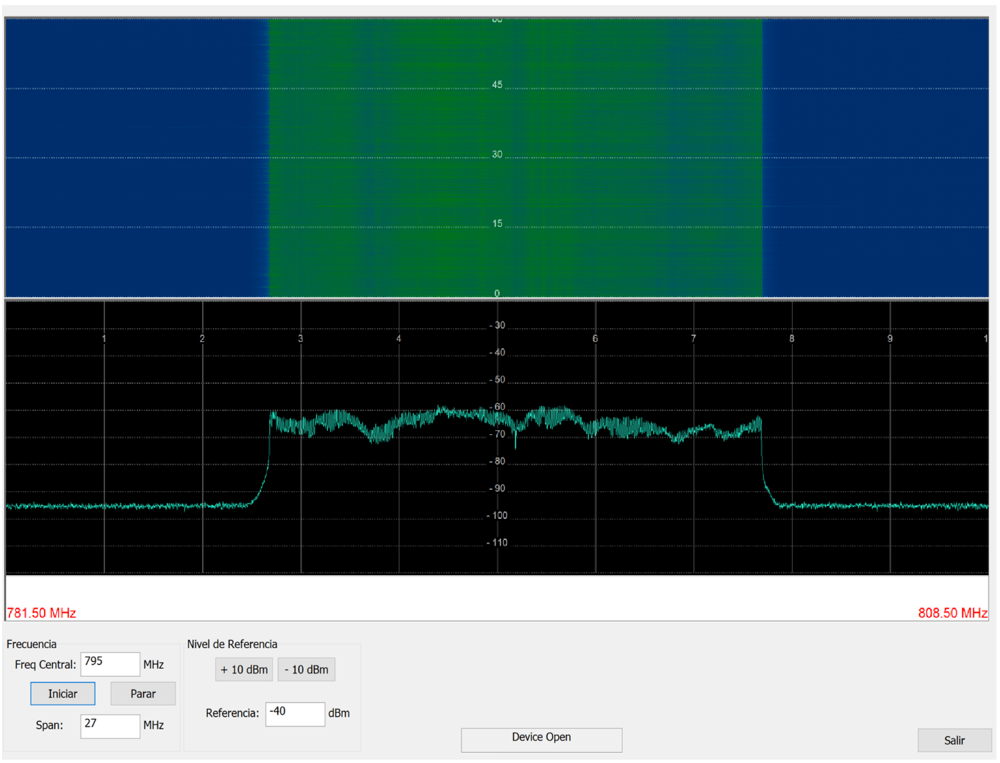 45
30
15
0
- 30
1 2 3 4 6 7 8 9 1
- 40
- 50
- 60
- 70
- 80
- 90
- 100
- 110
781.50 MHz 808.50 MHz
Frecuencia Nivel de Referencia
Freq Central: 795 MHz + 10 dBm - 10 dBm
Iniciar Parar
Referencia: -40 dBm
Span: 27 MHz
Device Open Salir